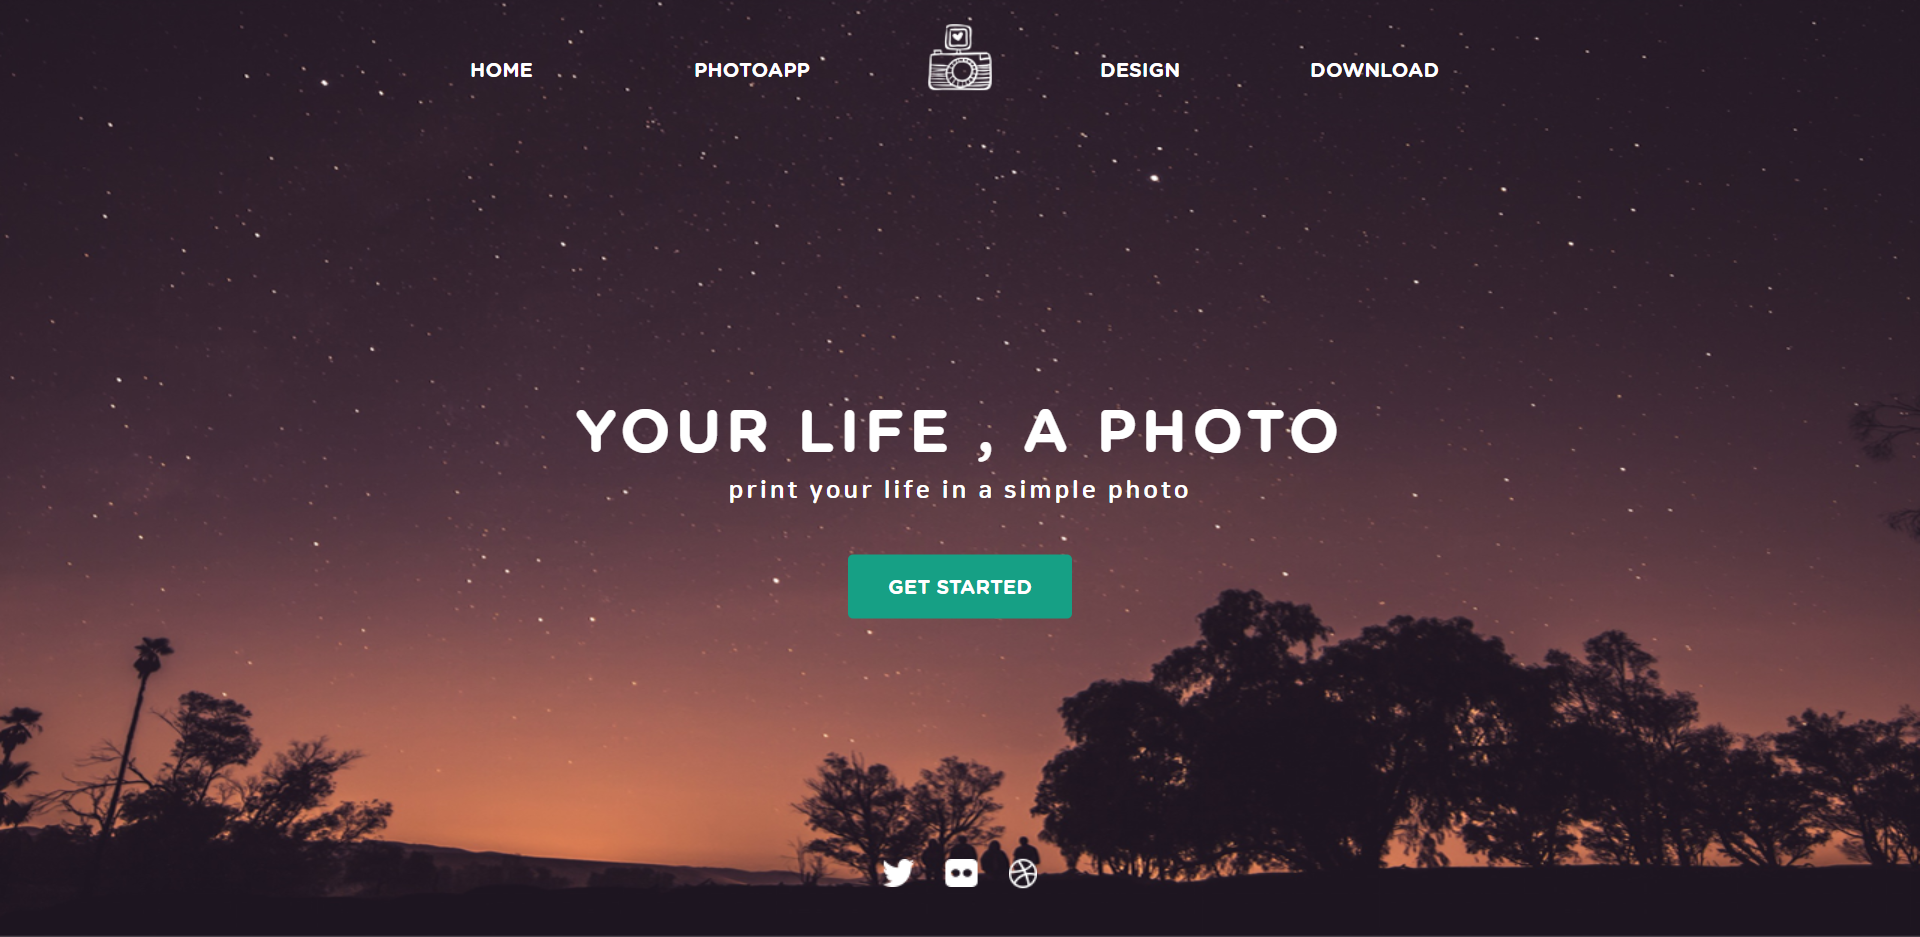 HOME PHOTOAPP DESIGN DOWNLOAD
YOUR LIFE , A PHOTO
print your life in a simple photo
GET STARTED